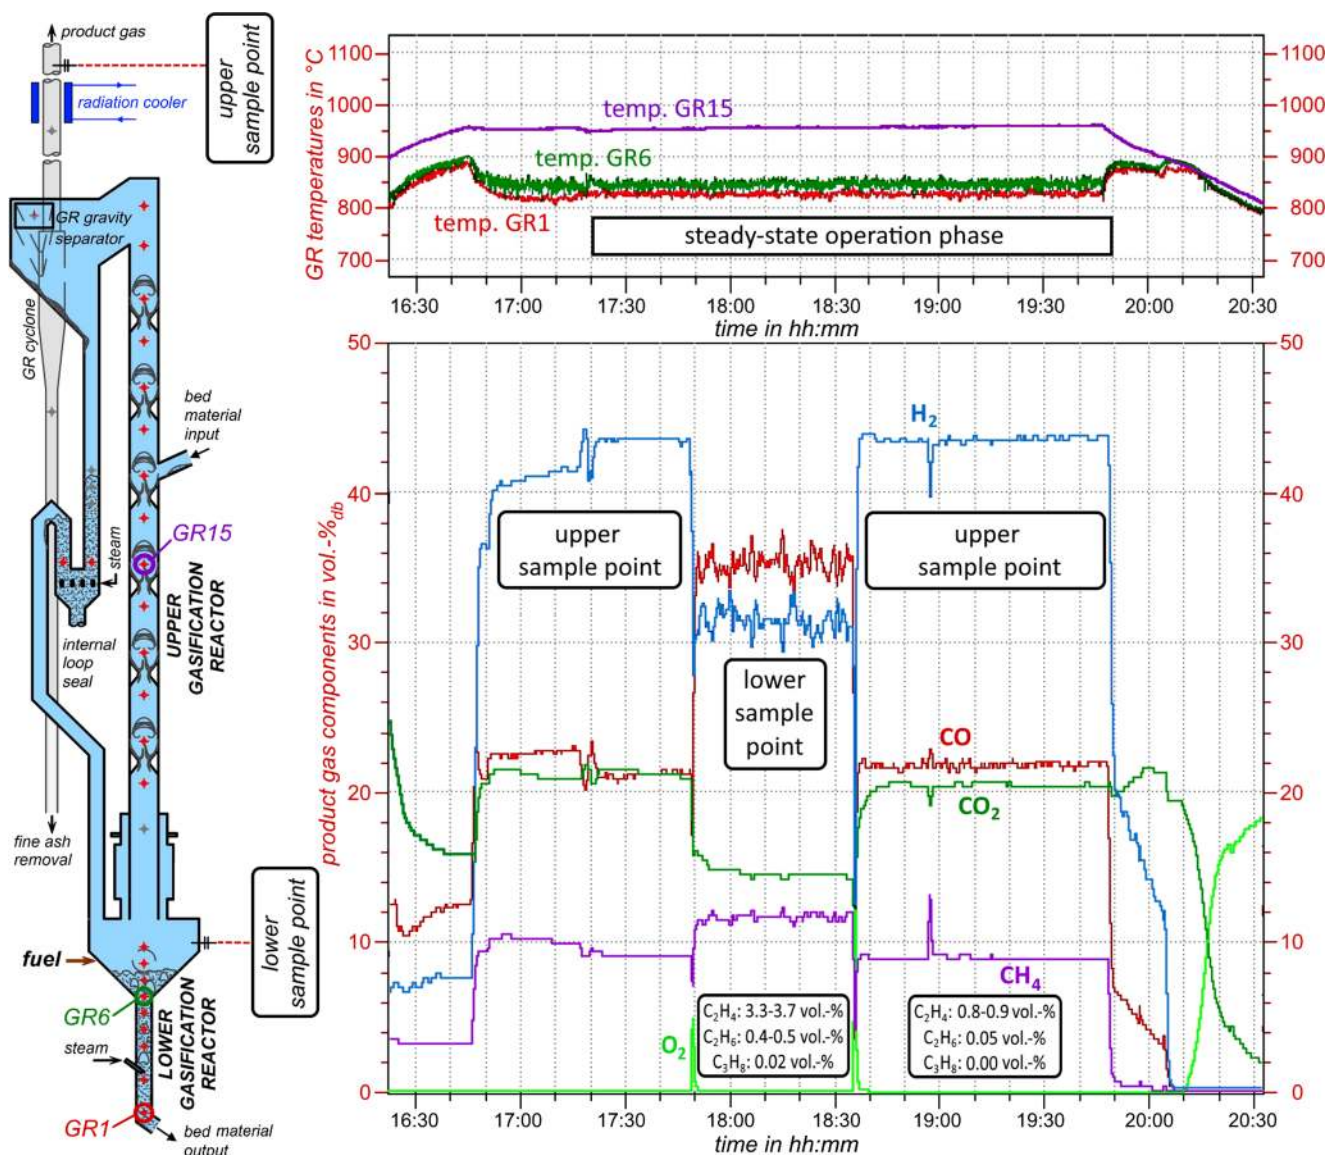 product gas
upper
sample point
radiation cooler
GR gravity
separator
GR cyclone
bed
material
input
GR15
steam
UPPER
GASIFICATION
REACTOR
internal
loop
seal
fine ash
removal
lower
sample point
fuel
GR6
steam
LOWER
GASIFICATION
REACTOR
GR1
bed material
output
GR temperatures in °C
1100
1000
900
800
700
1100
1000
900
800
700
temp. GR15
temp. GR6
temp. GR1
steady-state operation phase
16:30 17:00 17:30 18:00 18:30 19:00 19:30 20:00 20:30
time in hh:mm
product gas components in vol.-%db
50
40
30
20
10
0
50
40
30
20
10
0
H2
upper
sample point
upper
sample point
lower
sample
point
CO
CO2
CH4
O2
C2H4: 3.3-3.7 vol.-%
C2H6: 0.4-0.5 vol.-%
C3H8: 0.02 vol.-%
C2H4: 0.8-0.9 vol.-%
C2H6: 0.05 vol.-%
C3H8: 0.00 vol.-%
16:30 17:00 17:30 18:00 18:30 19:00 19:30 20:00 20:30
time in hh:mm